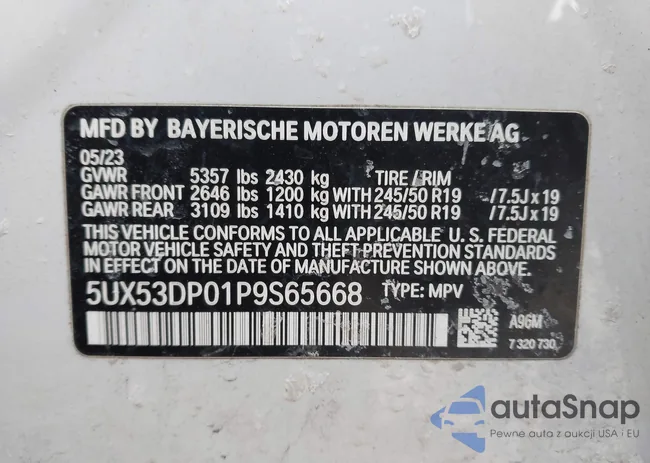 MFD BY BAYERISCHE MOTOREN WERKE AG
05/23
GVWR 5357 lbs 2430 kg TIRE / RIM
GAWR FRONT 2646 lbs 1200 kg WITH 245/50 R19 / 7.5J x 19
GAWR REAR 3109 lbs 1410 kg WITH 245/50 R19 / 7.5J x 19
THIS VEHICLE CONFORMS TO ALL APPLICABLE U. S. FEDERAL
MOTOR VEHICLE SAFETY AND THEFT-PREVENTION STANDARDS
IN EFFECT ON THE DATE OF MANUFACTURE SHOWN ABOVE.
5UX53DP01P9S65668 TYPE: MPV
A96M
7 320 730
autoSnap
Pewne auta z aukcji USA i EU